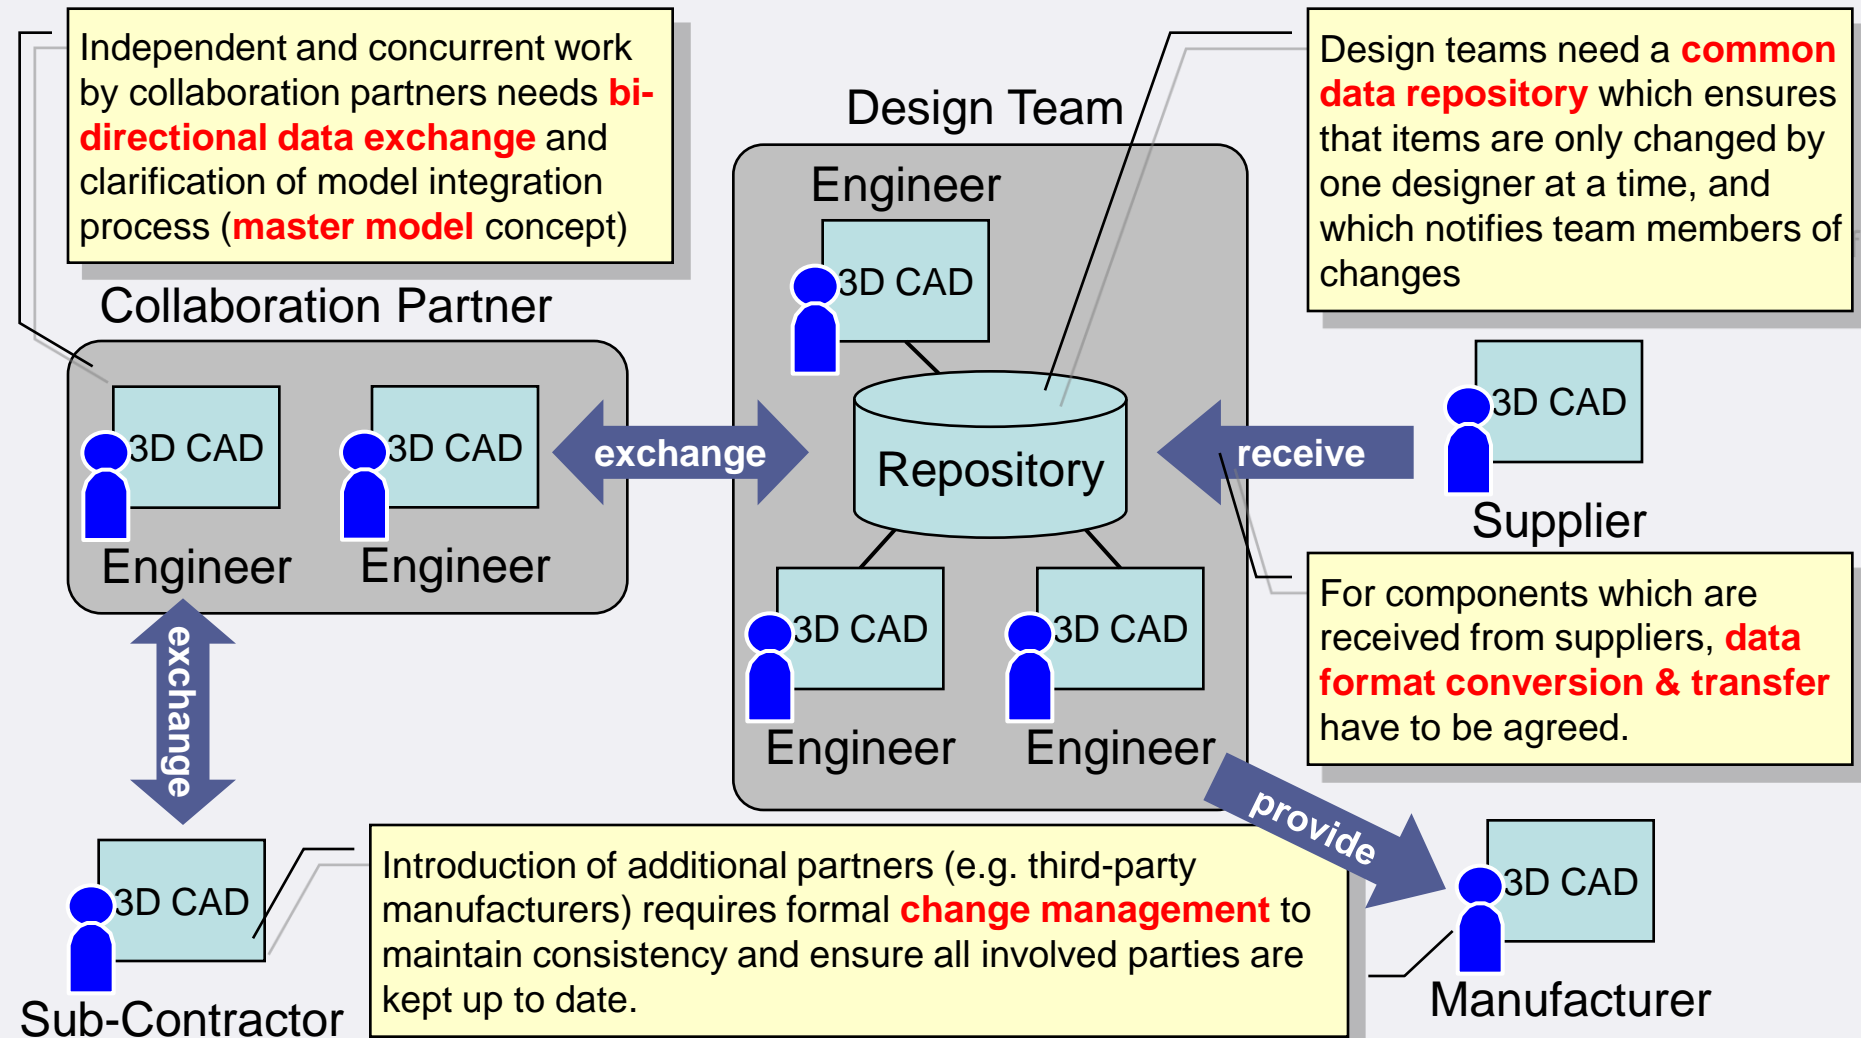 Independent and concurrent work
by collaboration partners needs bi-
directional data exchange and
clarification of model integration
process (master model concept)
Design Team
Design teams need a common
data repository which ensures
that items are only changed by
one designer at a time, and
which notifies team members of
changes
Engineer
3D CAD
Collaboration Partner
3D CAD
3D CAD
Engineer
Engineer
exchange
Repository
receive
3D CAD
Supplier
3D CAD
3D CAD
Engineer
Engineer
For components which are
received from suppliers, data
format conversion & transfer
have to be agreed.
exchange
provide
3D CAD
Sub-Contractor
Introduction of additional partners (e.g. third-party
manufacturers) requires formal change management to
maintain consistency and ensure all involved parties are
kept up to date.
3D CAD
Manufacturer